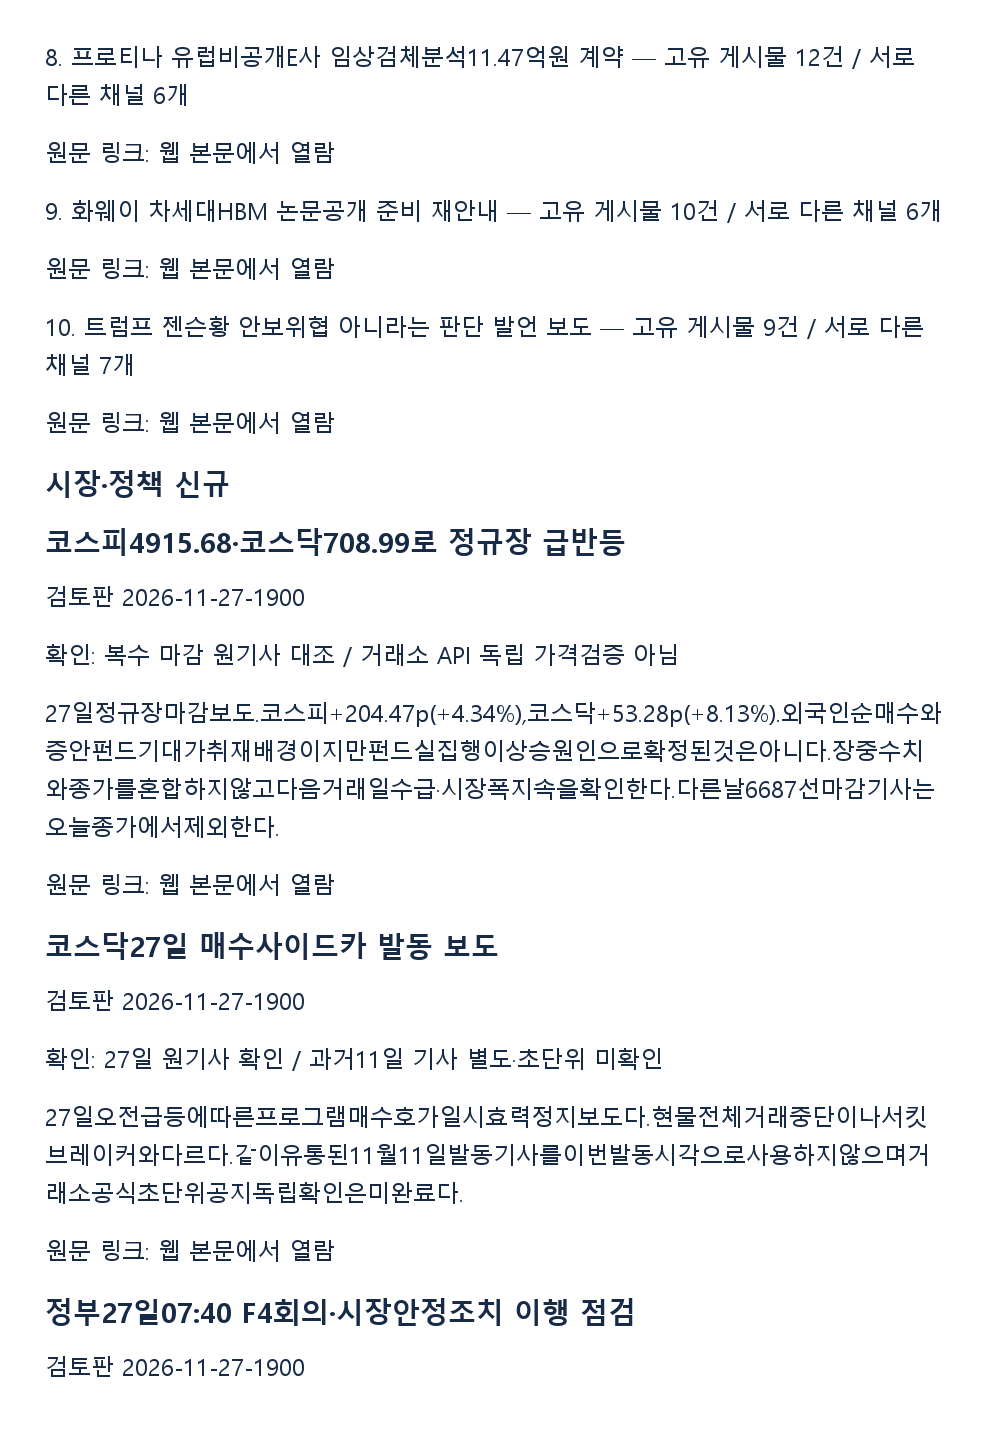 8. 프로티나 유럽비공개E사 임상검체분석11.47억원 계약 — 고유 게시물 12건 / 서로
다른 채널 6개
원문 링크: 웹 본문에서 열람
9. 화웨이 차세대HBM 논문공개 준비 재안내 — 고유 게시물 10건 / 서로 다른 채널 6개
원문 링크: 웹 본문에서 열람
10. 트럼프 젠슨황 안보위협 아니라는 판단 발언 보도 — 고유 게시물 9건 / 서로 다른
채널 7개
원문 링크: 웹 본문에서 열람
시장·정책 신규
코스피4915.68·코스닥708.99로 정규장 급반등
검토판 2026-11-27-1900
확인: 복수 마감 원기사 대조 / 거래소 API 독립 가격검증 아님
27일정규장마감보도.코스피+204.47p(+4.34%),코스닥+53.28p(+8.13%).외국인순매수와
증안펀드기대가취재배경이지만펀드실집행이상승원인으로확정된것은아니다.장중수치
와종가를혼합하지않고다음거래일수급·시장폭지속을확인한다.다른날6687선마감기사는
오늘종가에서제외한다.
원문 링크: 웹 본문에서 열람
코스닥27일 매수사이드카 발동 보도
검토판 2026-11-27-1900
확인: 27일 원기사 확인 / 과거11일 기사 별도·초단위 미확인
27일오전급등에따른프로그램매수호가일시효력정지보도다.현물전체거래중단이나서킷
브레이커와다르다.같이유통된11월11일발동기사를이번발동시각으로사용하지않으며거
래소공식초단위공지독립확인은미완료다.
원문 링크: 웹 본문에서 열람
정부27일07:40 F4회의·시장안정조치 이행 점검
검토판 2026-11-27-1900